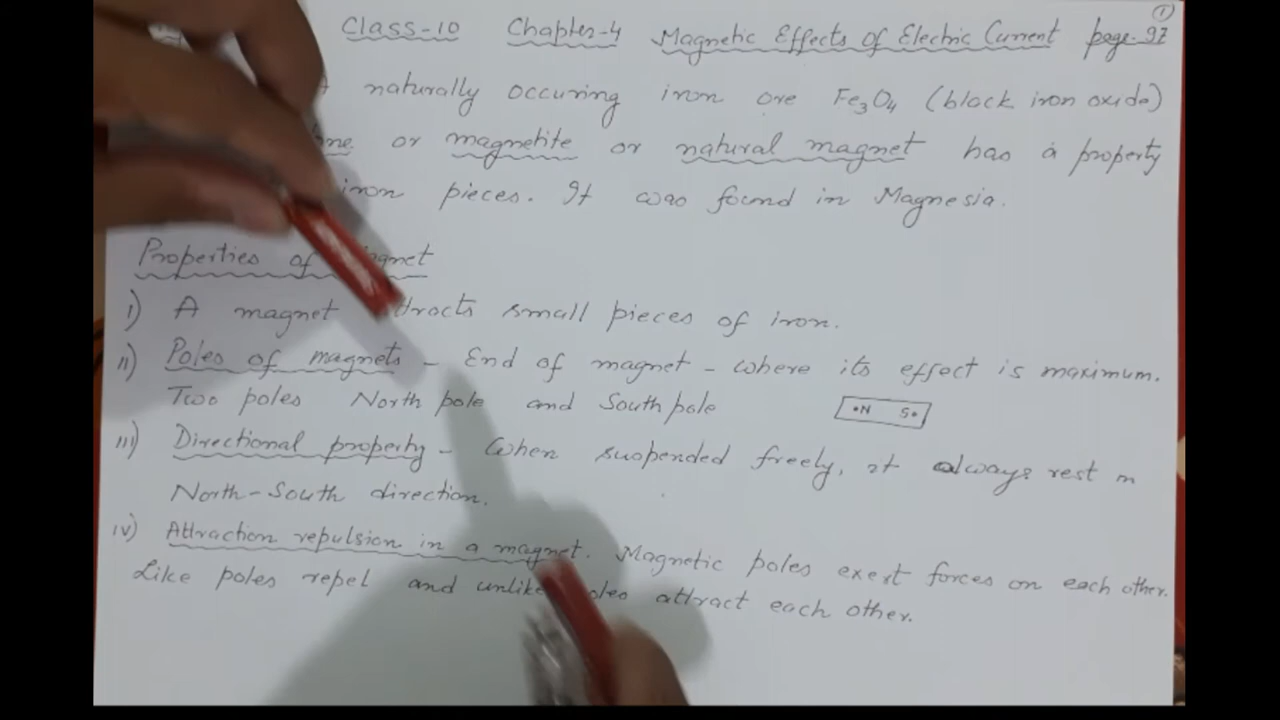 ①
Class-10 Chapter-4 Magnetic Effects Of Electric Current page-97
A naturally occuring iron ore Fe3O4 (black iron oxide)
or magnetite or natural magnet has a property
iron pieces. It was found in Magnesia.
Properties of
i) A magnet small pieces of iron.
ii) Poles of magnets - End of magnet - where its effect is maximum.
Two poles North pole and South pole
•N S•
iii) Directional property - When suspended freely, it always rest in
North-South direction.
iv) Attraction repulsion in a magnet. Magnetic poles exert forces on each other.
Like poles repel and unlike attract each other.